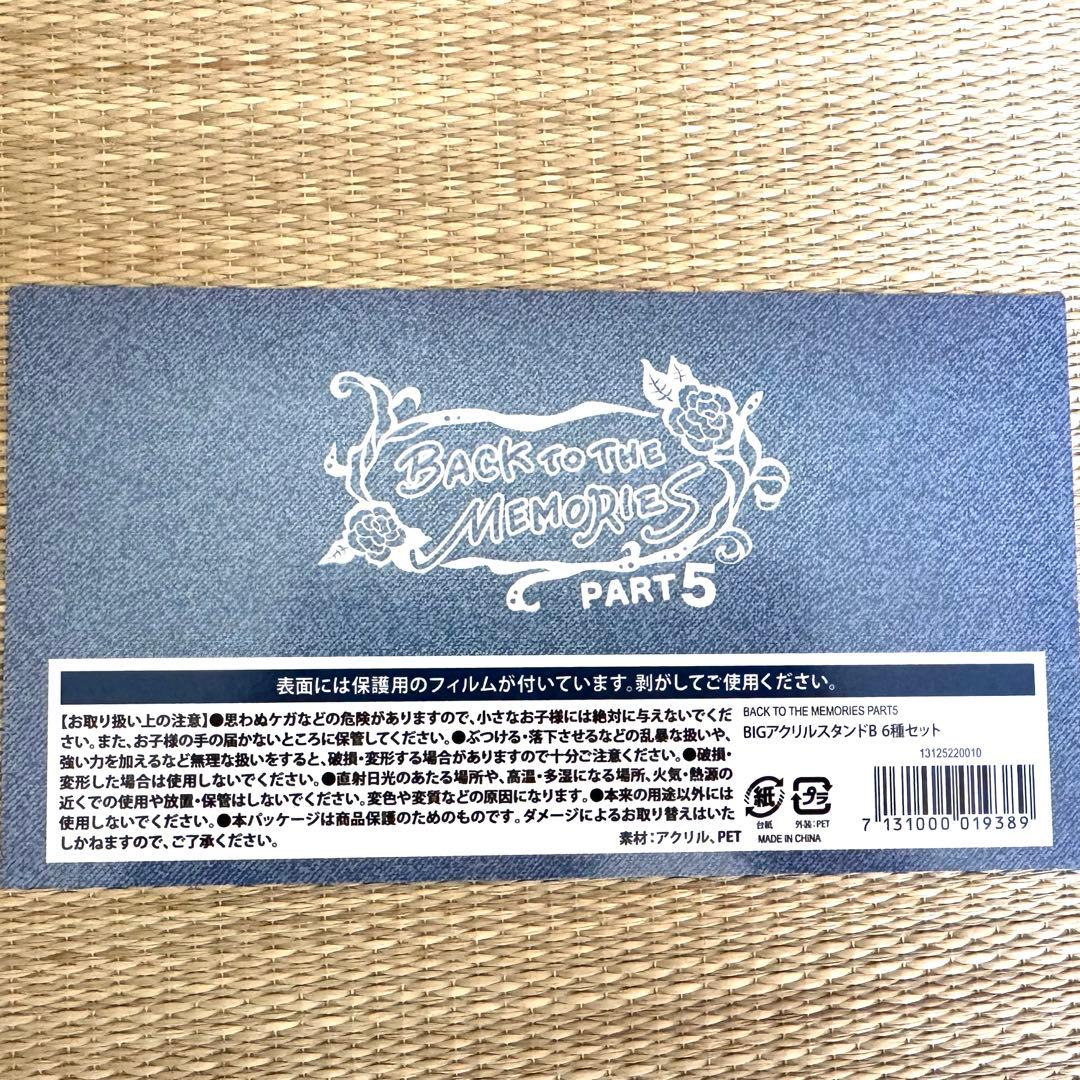 BACK TO THE
MEMORIES
PART5
表面には保護用のフィルムが付いています。剥がしてご使用ください。
【お取り扱い上の注意】●思わぬケガなどの危険がありますので、小さなお子様には絶対に与えないでくだ
さい。また、お子様の手の届かないところに保管してください。●ぶつける・落下させるなどの乱暴な扱いや、
強い力を加えるなど無理な扱いをすると、破損・変形する場合がありますので十分ご注意ください。●破損・
変形した場合は使用しないでください。●直射日光のあたる場所や、高温・多湿になる場所、火気・熱源の
近くでの使用や放置・保管はしないでください。変色や変質などの原因になります。●本来の用途以外には
使用しないでください。●本パッケージは商品保護のためのものです。ダメージによるお取り替えはいた
しかねますので、ご了承ください。
素材：アクリル、PET
BACK TO THE MEMORIES PART5
BIGアクリルスタンドB 6種セット
13125220010
紙
台紙
プラ
外装：PET
MADE IN CHINA
7 131000 019389